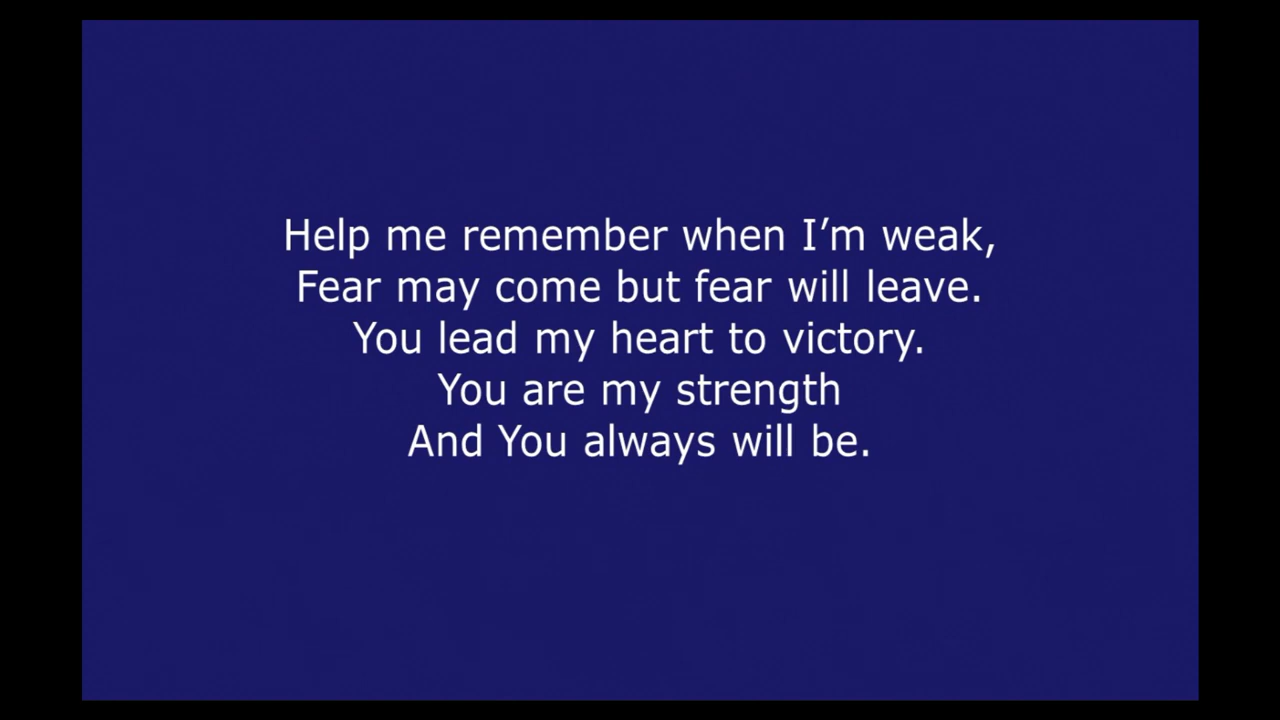 Help me remember when I’m weak,
Fear may come but fear will leave.
You lead my heart to victory.
You are my strength
And You always will be.